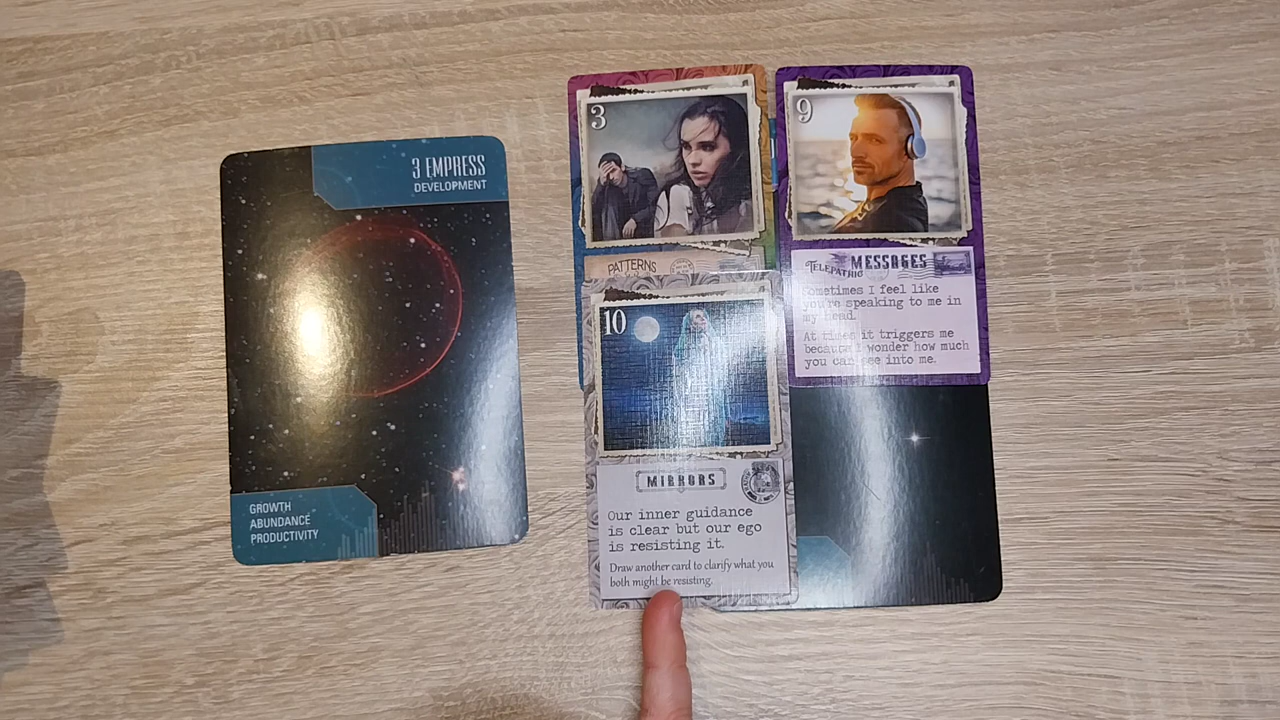 3 EMPRESS
DEVELOPMENT
GROWTH
ABUNDANCE
PRODUCTIVITY
3
PATTERNS
10
MIRRORS
Our inner guidance
is clear but our ego
is resisting it.
Draw another card to clarify what you
both might be resisting.
9
TELEPATHIC MESSAGES
Sometimes I feel like
you're speaking to me in
my head.
At times it triggers me
because I wonder how much
you can see into me.